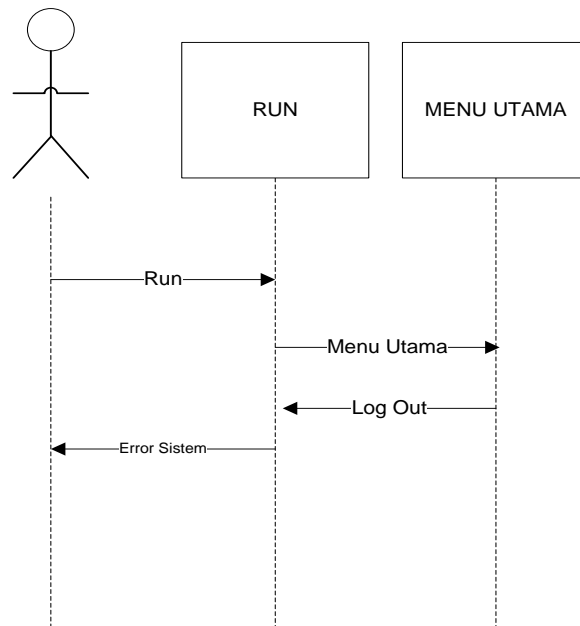 RUN
MENU UTAMA
Run
Menu Utama
Log Out
Error Sistem